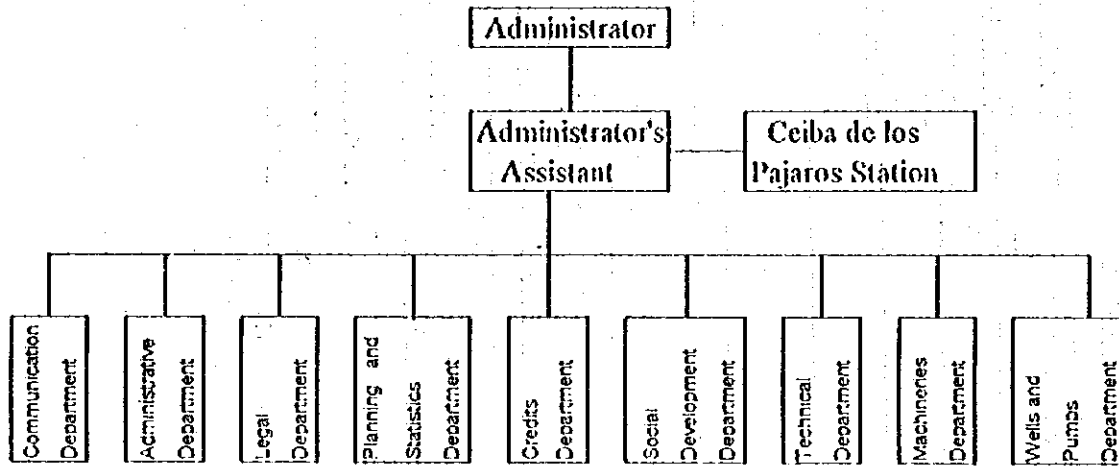 Administrator
Administrator's
Assistant
Ceiba de los
Pajaros Station
Communication
Department
Administrative
Department
Legal
Department
Planning and
Statistics
Department
Credits
Department
Social
Development
Department
Technical
Department
Machineries
Department
Wells and
Pumps
Department